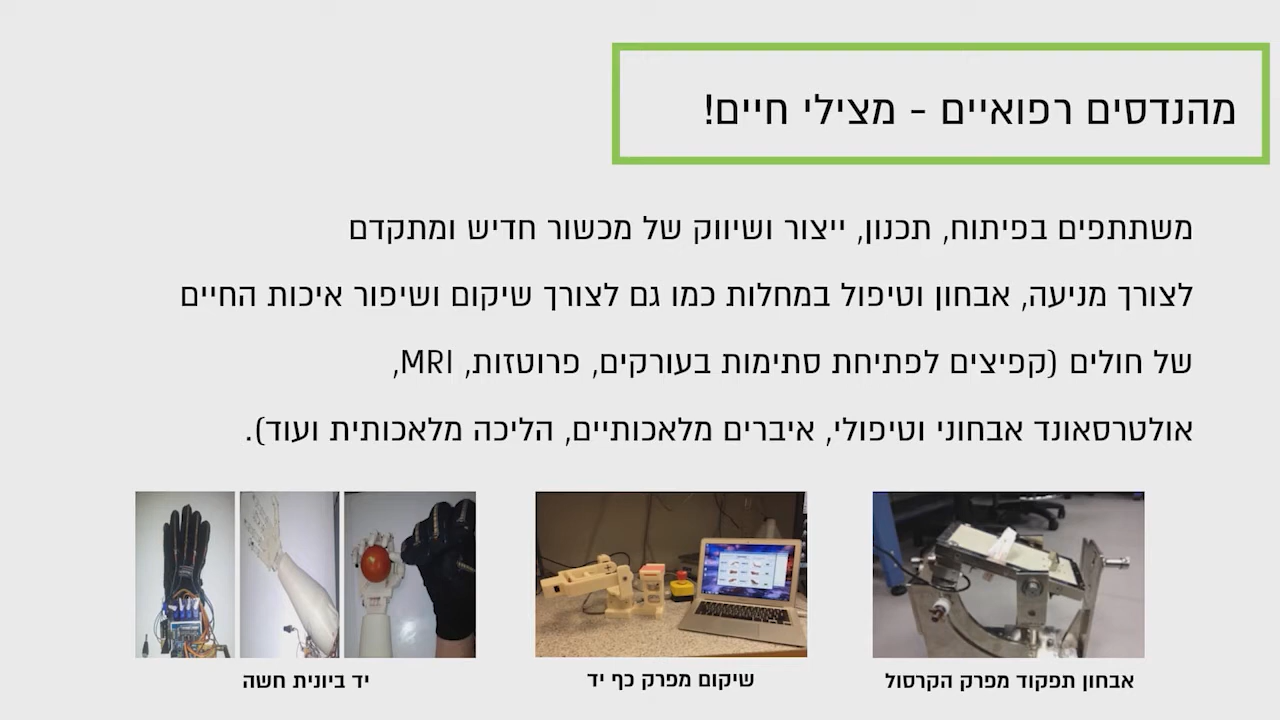 מהנדסים רפואיים - מצילי חיים!
משתתפים בפיתוח, תכנון, ייצור ושיווק של מכשור חדיש ומתקדם
לצורך מניעה, אבחון וטיפול במחלות כמו גם לצורך שיקום ושיפור איכות החיים
של חולים (קפיצים לפתיחת סתימות בעורקים, פרוטזות, MRI,
אולטרסאונד אבחוני וטיפולי, איברים מלאכותיים, הליכה מלאכותית ועוד).
אבחון תפקוד מפרק הקרסול
שיקום מפרק כף יד
יד ביונית חשה